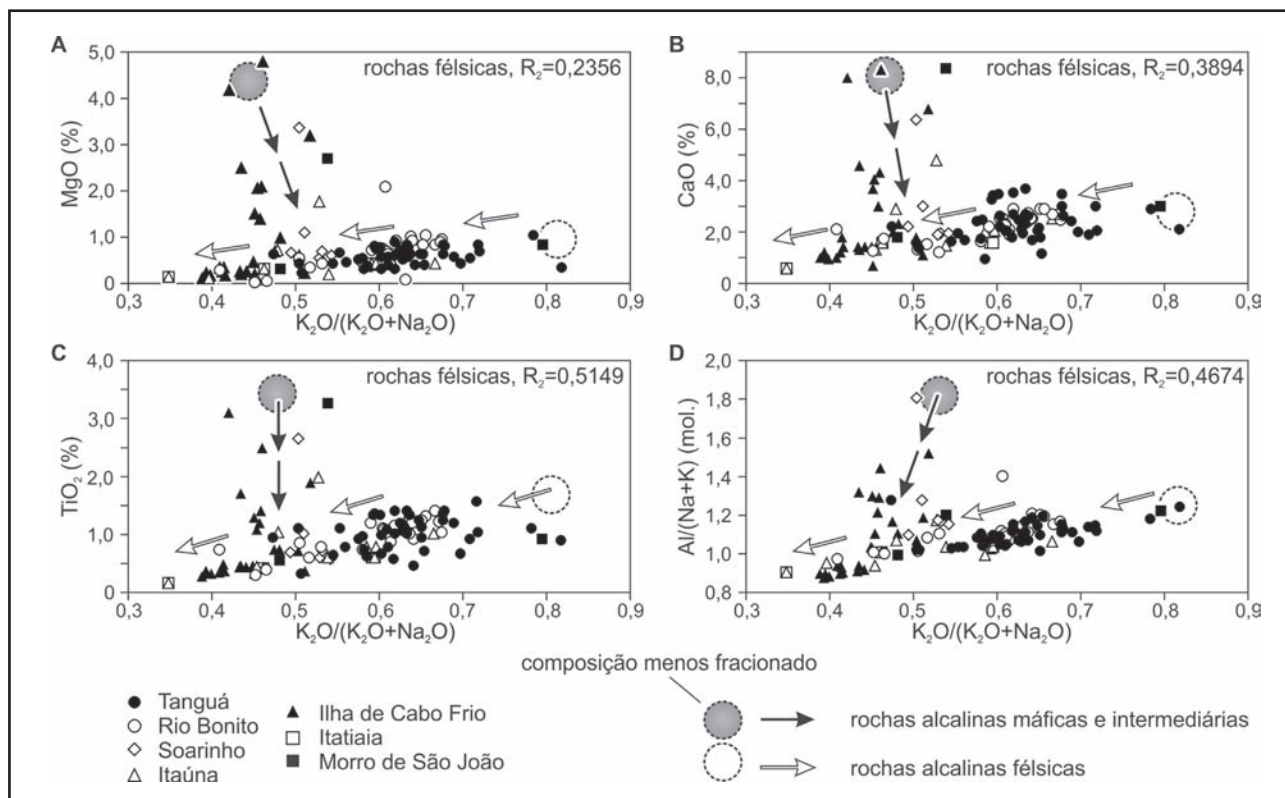 A
rochas félsicas, R₂=0,2356
5,0
4,0
3,0
2,0
1,0
0
MgO (%)
0,3 0,4 0,5 0,6 0,7 0,8 0,9
K₂O/(K₂O+Na₂O)
B
rochas félsicas, R₂=0,3894
8,0
6,0
4,0
2,0
0
CaO (%)
0,3 0,4 0,5 0,6 0,7 0,8 0,9
K₂O/(K₂O+Na₂O)
C
rochas félsicas, R₂=0,5149
4,0
3,0
2,0
1,0
0
TiO₂ (%)
0,3 0,4 0,5 0,6 0,7 0,8 0,9
K₂O/(K₂O+Na₂O)
D
rochas félsicas, R₂=0,4674
2,0
1,8
1,6
1,4
1,2
1,0
0,8
Al/(Na+K) (mol.)
0,3 0,4 0,5 0,6 0,7 0,8 0,9
K₂O/(K₂O+Na₂O)
composição menos fracionado
Tanguá
Rio Bonito
Soarinho
Itaúna
Ilha de Cabo Frio
Itatiaia
Morro de São João
rochas alcalinas máficas e intermediárias
rochas alcalinas félsicas